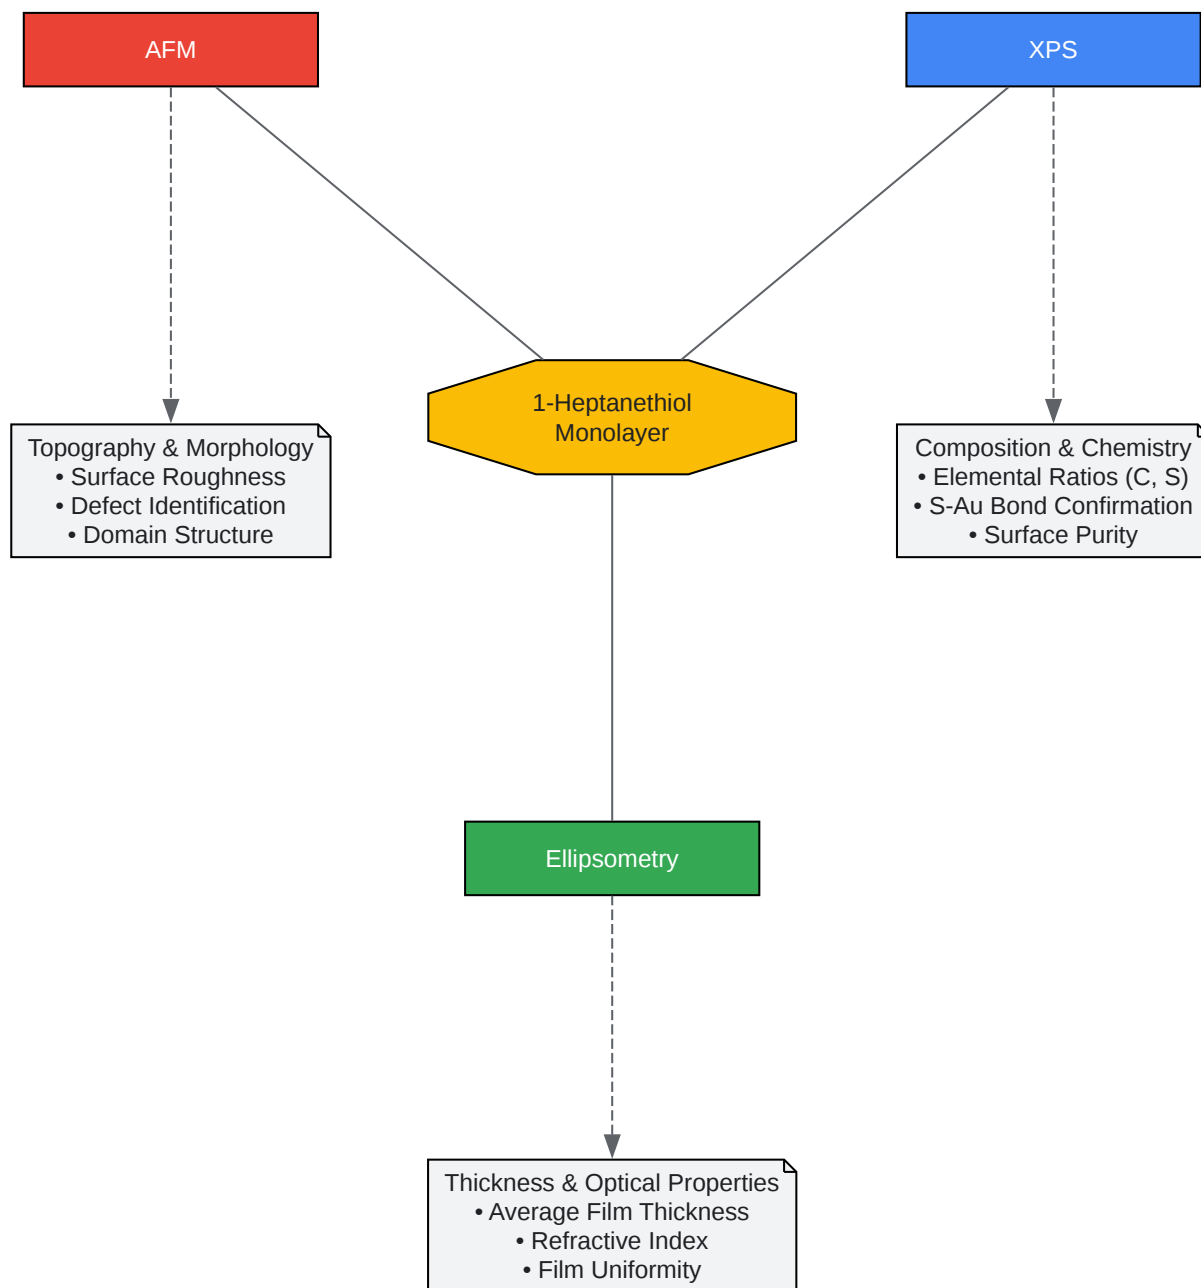 AFM
XPS
1-Heptanethiol
Monolayer
Topography & Morphology
• Surface Roughness
• Defect Identification
• Domain Structure
Composition & Chemistry
• Elemental Ratios (C, S)
• S-Au Bond Confirmation
• Surface Purity
Ellipsometry
Thickness & Optical Properties
• Average Film Thickness
• Refractive Index
• Film Uniformity